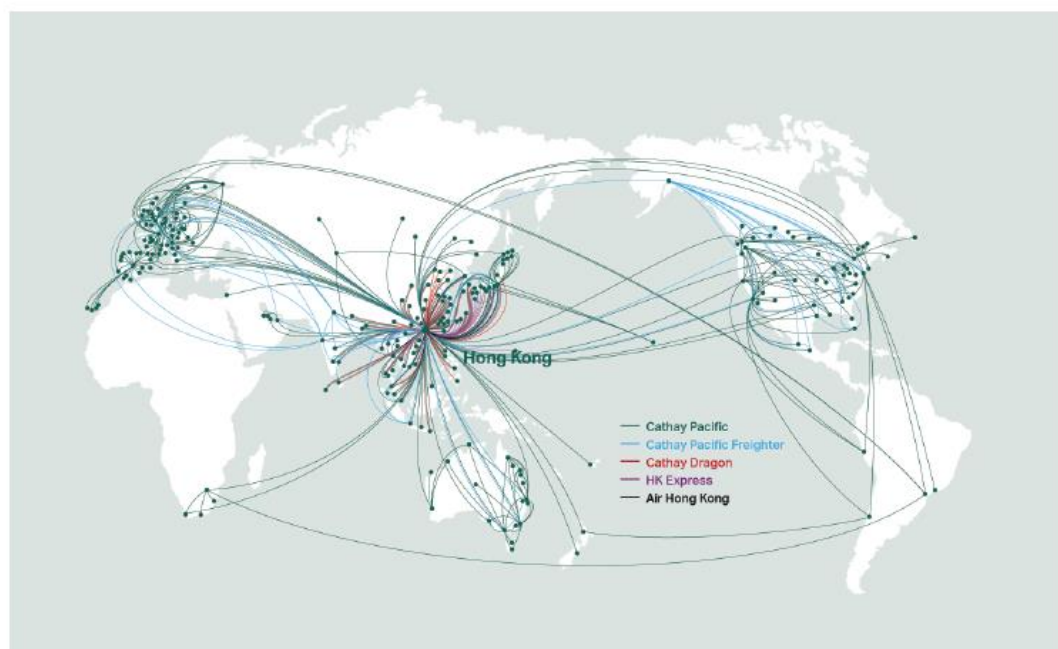 Hong Kong
Cathay Pacific
Cathay Pacific Freighter
Cathay Dragon
HK Express
Air Hong Kong